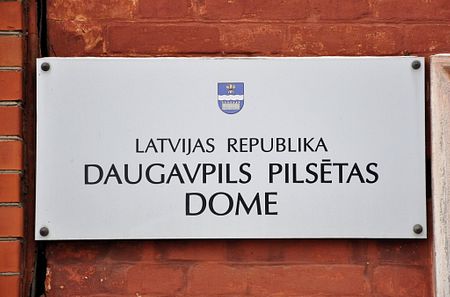 LATVIJAS REPUBLIKA
DAUGAVPILS PILSĒTAS
DOME